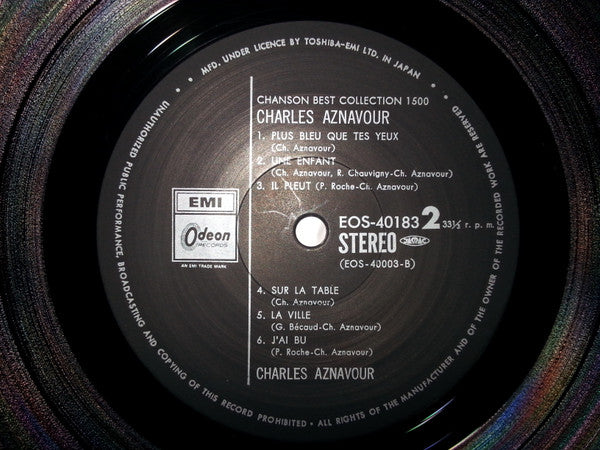 MFD. UNDER LICENCE BY TOSHIBA-EMI LTD. IN JAPAN
CHANSON BEST COLLECTION 1500
CHARLES AZNAVOUR
1. PLUS BLEU QUE TES YEUX
(Ch. Aznavour)
2. UNE ENFANT
(Ch. Aznavour, R. Chauvigny-Ch. Aznavour)
3. IL PLEUT (P. Roche-Ch. Aznavour)
EMI
Odeon
RECORDS
AN EMI TRADE MARK
EOS-40183 2 33⅓ r. p. m.
STEREO
(EOS-40003-B)
4. SUR LA TABLE
(Ch. Aznavour)
5. LA VILLE
(G. Bécaud-Ch. Aznavour)
6. J'AI BU
(P. Roche-Ch. Aznavour)
CHARLES AZNAVOUR
UNAUTHORIZED PUBLIC PERFORMANCE, BROADCASTING AND COPYING OF THIS RECORD PROHIBITED • ALL RIGHTS OF THE MANUFACTURER AND OF THE OWNER OF THE RECORDED WORK ARE RESERVED •